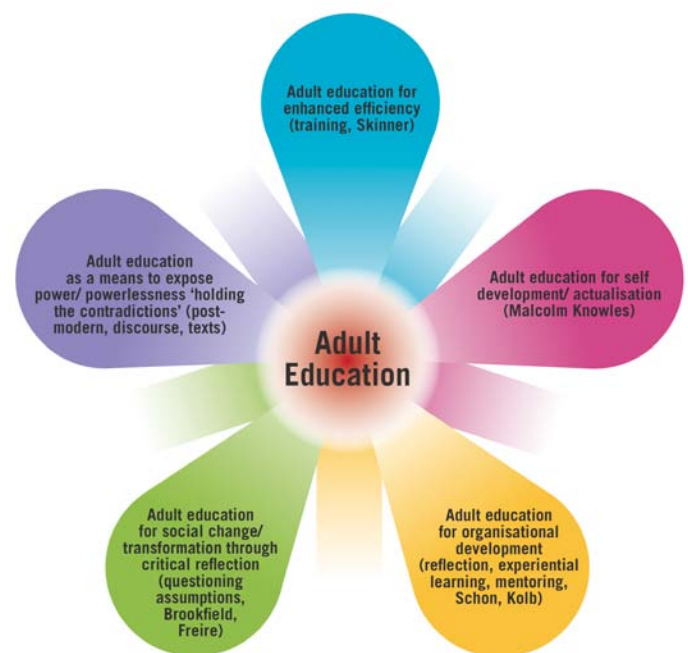 Adult education for
enhanced efficiency
(training, Skinner)
Adult education
as a means to expose
power/ powerlessness ‘holding
the contradictions’ (post-
modern, discourse, texts)
Adult education for self
development/ actualisation
(Malcolm Knowles)
Adult
Education
Adult education
for social change/
transformation through
critical reflection
(questioning
assumptions,
Brookfield,
Freire)
Adult education
for organisational
development
(reflection, experiential
learning, mentoring,
Schon, Kolb)